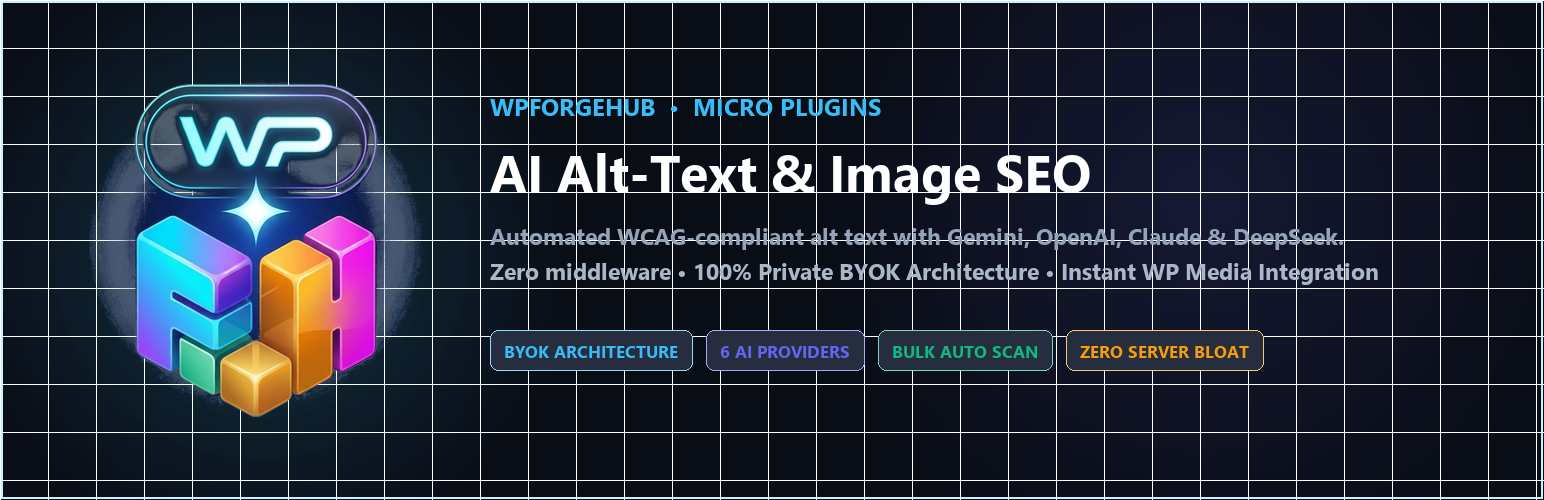 WP
FH
WPFORGEHUB • MICRO PLUGINS
AI Alt-Text & Image SEO
Automated WCAG-compliant alt text with Gemini, OpenAI, Claude & DeepSeek.
Zero middleware • 100% Private BYOK Architecture • Instant WP Media Integration
BYOK ARCHITECTURE
6 AI PROVIDERS
BULK AUTO SCAN
ZERO SERVER BLOAT